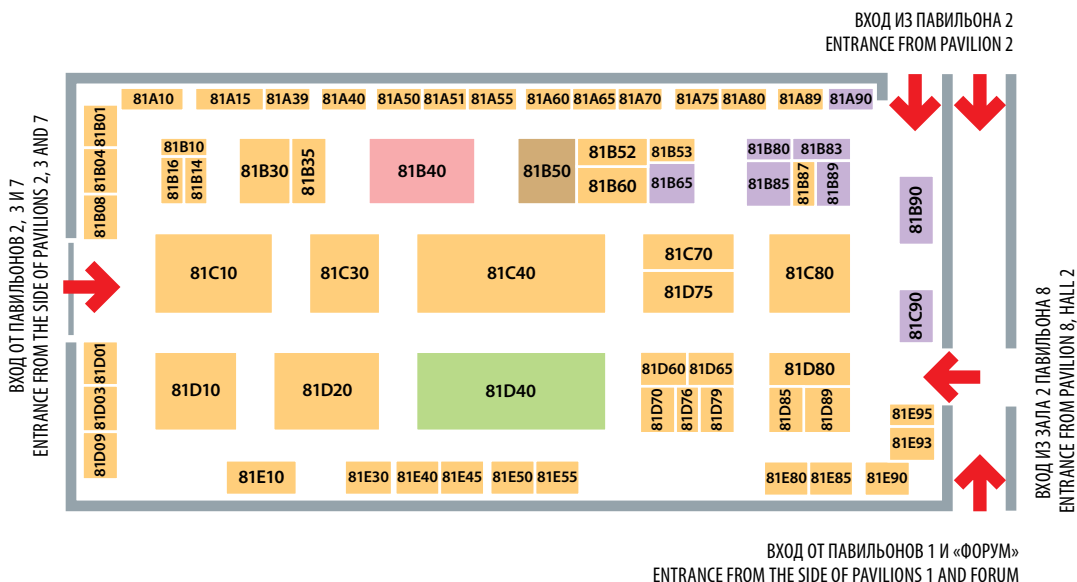 ВХОД ИЗ ПАВИЛЬОНА 2
ENTRANCE FROM PAVILION 2
81A10
81A15
81A39
81A40
81A50
81A51
81A55
81A60
81A65
81A70
81A75
81A80
81A89
81A90
81B01
81B04
81B08
81B10
81B16
81B14
81B30
81B35
81B40
81B50
81B52
81B60
81B53
81B65
81B80
81B83
81B85
81B87
81B89
81B90
ВХОД ОТ ПАВИЛЬОНОВ 2, 3 И 7
ENTRANCE FROM THE SIDE OF PAVILIONS 2, 3 AND 7
81C10
81C30
81C40
81C70
81D75
81C80
81C90
81D01
81D03
81D09
81D10
81D20
81D40
81D60
81D65
81D70
81D76
81D79
81D80
81D85
81D89
81E95
81E93
ВХОД ИЗ ЗАЛА 2 ПАВИЛЬОНА 8
ENTRANCE FROM PAVILION 8, HALL 2
81E10
81E30
81E40
81E45
81E50
81E55
81E80
81E85
81E90
ВХОД ОТ ПАВИЛЬОНОВ 1 И «ФОРУМ»
ENTRANCE FROM THE SIDE OF PAVILIONS 1 AND FORUM